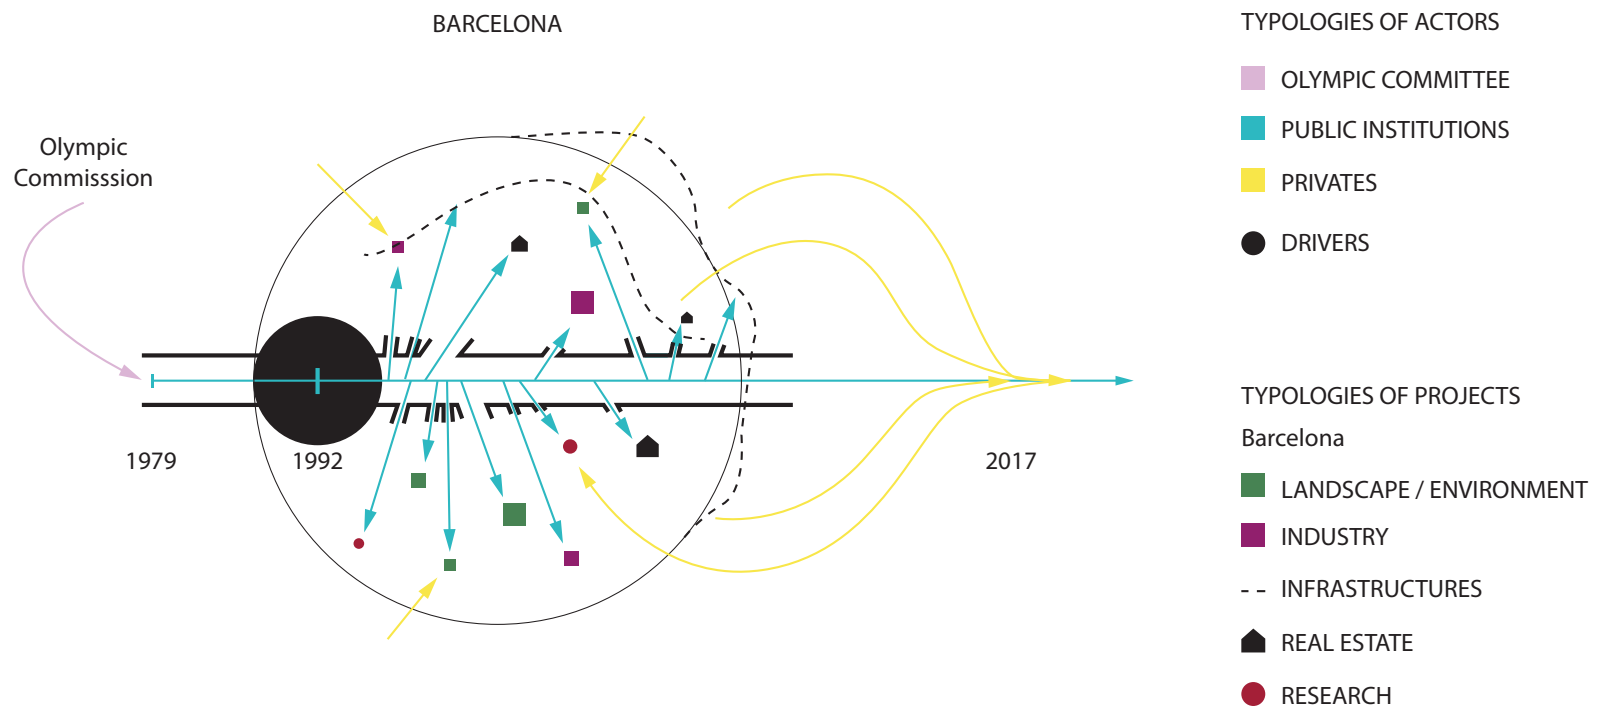 BARCELONA
Olympic
Commisssion
1979
1992
2017
TYPOLOGIES OF ACTORS
OLYMPIC COMMITTEE
PUBLIC INSTITUTIONS
PRIVATES
DRIVERS
TYPOLOGIES OF PROJECTS
Barcelona
LANDSCAPE / ENVIRONMENT
INDUSTRY
INFRASTRUCTURES
REAL ESTATE
RESEARCH